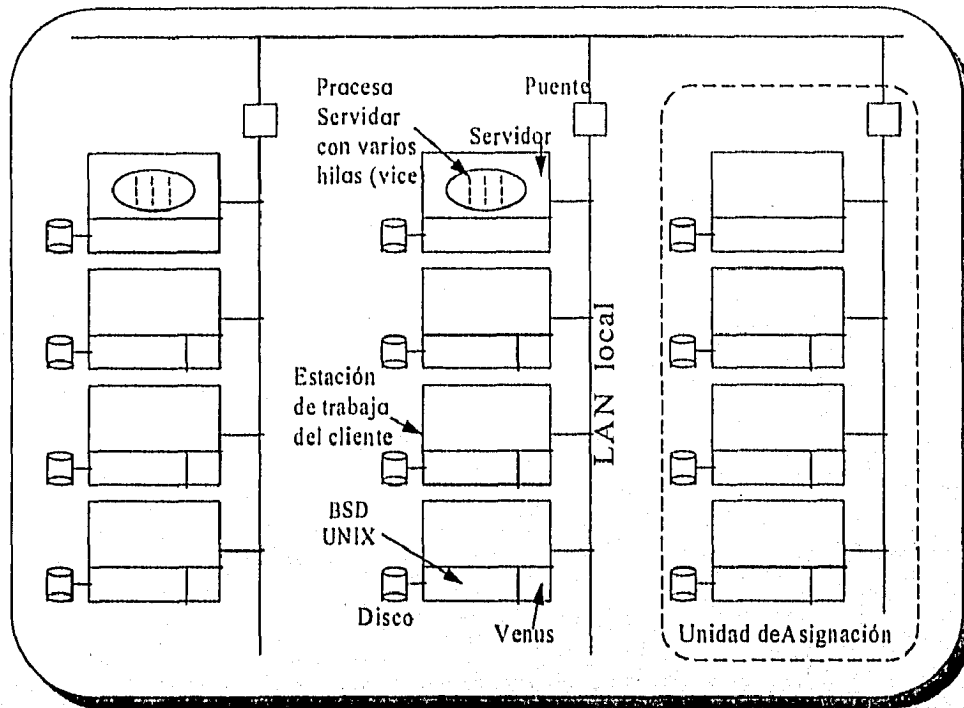 Pracesa
Servidar
con varios
hilas (vice)
Puente
Servidor
LAN local
Estación
de trabaja
del cliente
BSD
UNIX
Disco
Venus
Unidad deAsignación